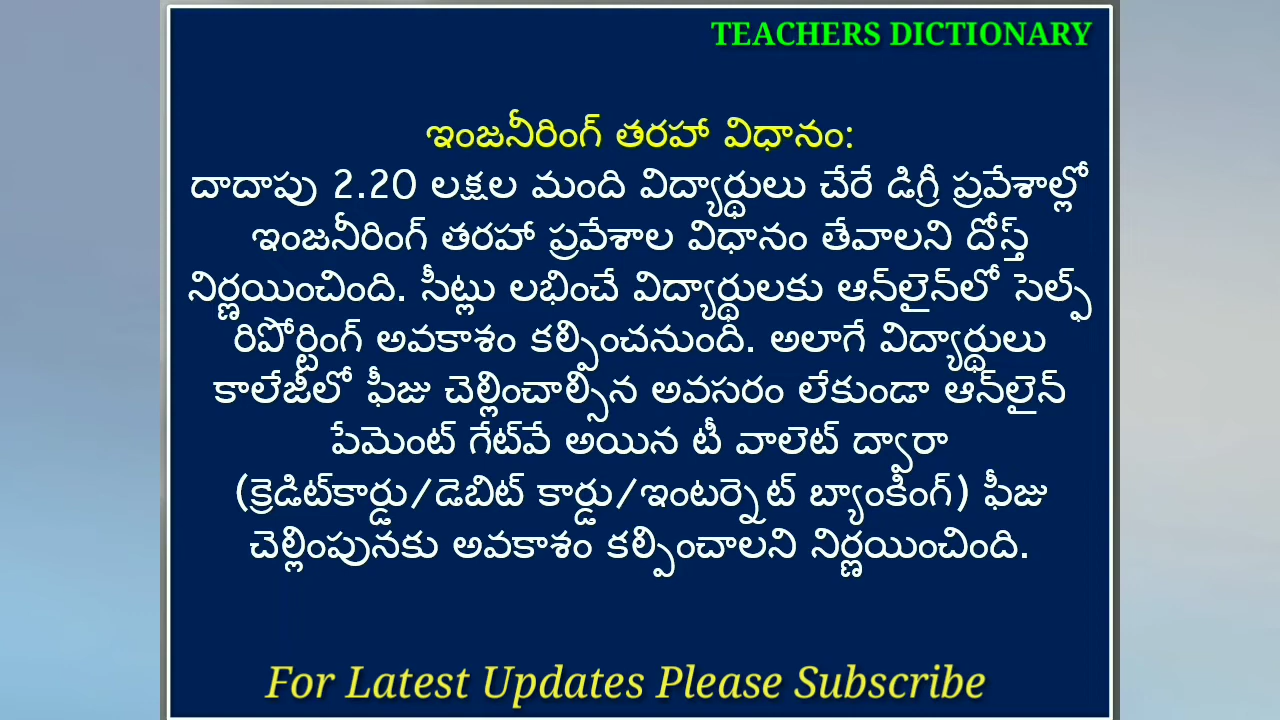 TEACHERS DICTIONARY
ఇంజనీరింగ్ తరహా విధానం:
దాదాపు 2.20 లక్షల మంది విద్యార్థులు చేరే డిగ్రీ ప్రవేశాల్లో
ఇంజనీరింగ్ తరహా ప్రవేశాల విధానం తేవాలని దోస్త్
నిర్ణయించింది. సీట్లు లభించే విద్యార్థులకు ఆన్‌లైన్‌లో సెల్ఫ్
రిపోర్టింగ్ అవకాశం కల్పించనుంది. అలాగే విద్యార్థులు
కాలేజీలో ఫీజు చెల్లించాల్సిన అవసరం లేకుండా ఆన్‌లైన్
పేమెంట్ గేట్‌వే అయిన టీ వాలెట్ ద్వారా
(క్రెడిట్‌కార్డు/డెబిట్ కార్డు/ఇంటర్నెట్ బ్యాంకింగ్) ఫీజు
చెల్లింపునకు అవకాశం కల్పించాలని నిర్ణయించింది.
For Latest Updates Please Subscribe